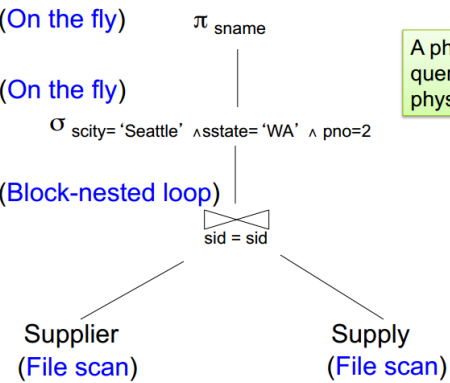 (On the fly) π sname
A ph
(On the fly) quer
phys
σ scity= ‘Seattle’ ∧sstate= ‘WA’ ∧ pno=2
(Block-nested loop)
sid = sid
Supplier Supply
(File scan) (File scan)